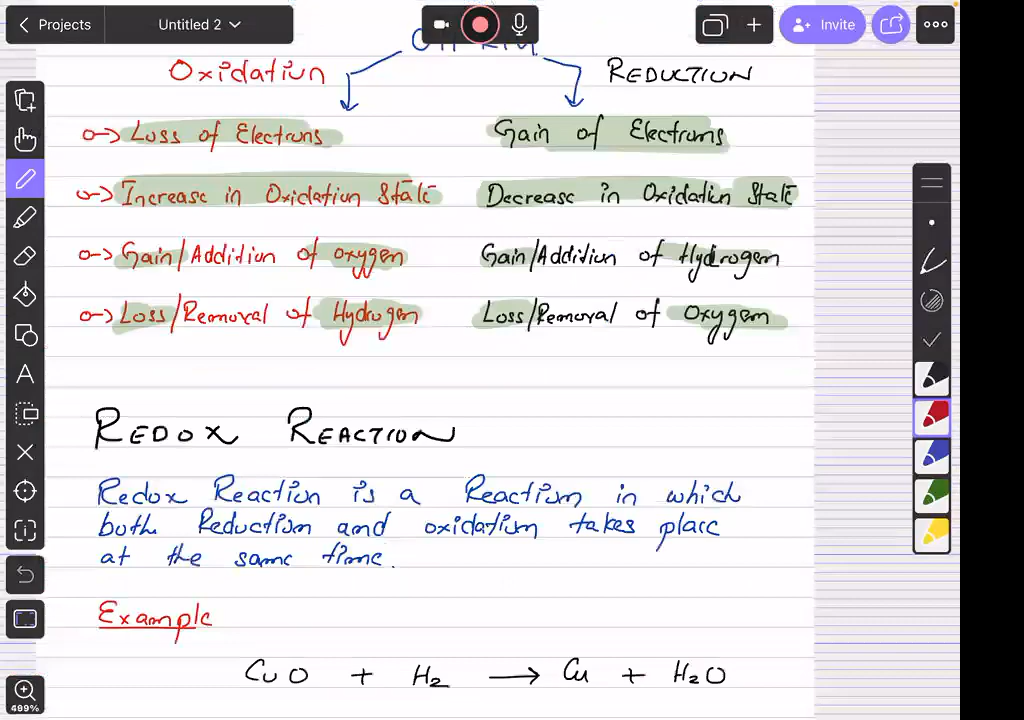 Projects
Untitled 2
Invite
OIL RIG
Oxidation
REDUCTION
Loss of Electrons
Gain of Electrons
Increase in Oxidation State
Decrease in Oxidation State
Gain/Addition of oxygen
Gain/Addition of Hydrogen
Loss/Removal of Hydrogen
Loss/Removal of Oxygen
REDOX REACTION
Redox Reaction is a Reaction in which
both Reduction and oxidation takes place
at the same time.
Example
CuO + H₂ → Cu + H₂O
A
499%